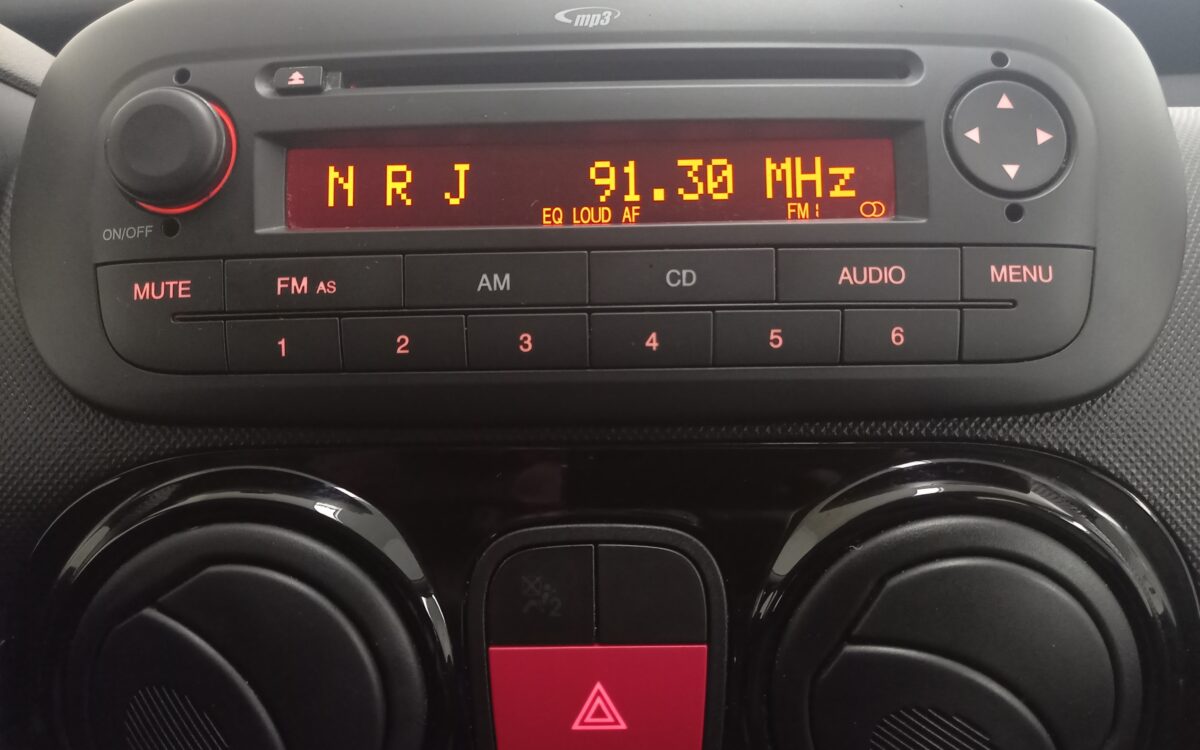 mp3
N R J 91.30 MHz
EQ LOUD AF FM1
ON/OFF
MUTE FM AS AM CD AUDIO MENU
1 2 3 4 5 6